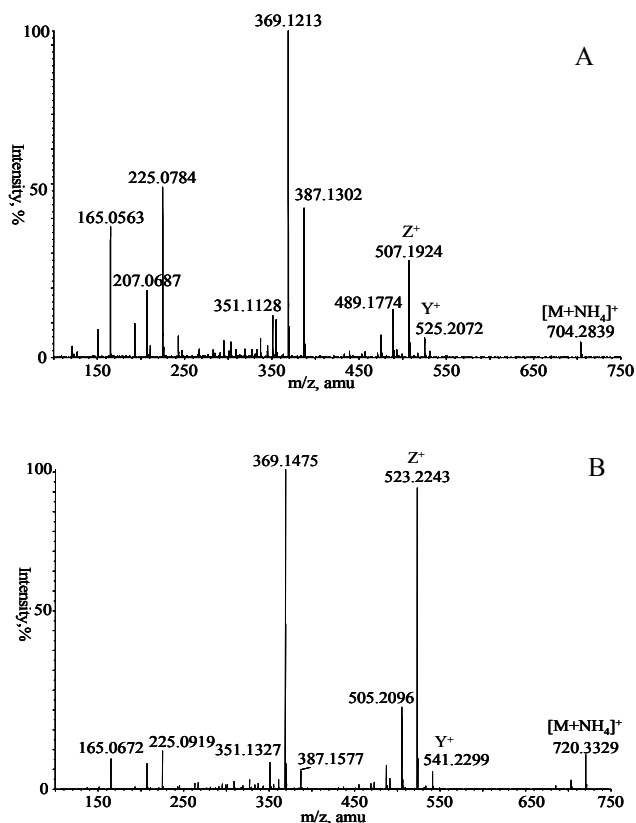 100
369.1213
A
Intensity, %
50
225.0784
387.1302
165.0563
Z+
507.1924
207.0687
351.1128
489.1774
Y+
525.2072
[M+NH4]+
704.2839
0
150 250 350 450 550 650 750
m/z, amu
100
369.1475
Z+
523.2243
B
Intensity,%
50
505.2096
Y+
541.2299
[M+NH4]+
720.3329
165.0672
225.0919
351.1327
387.1577
0
150 250 350 450 550 650 750
m/z, amu